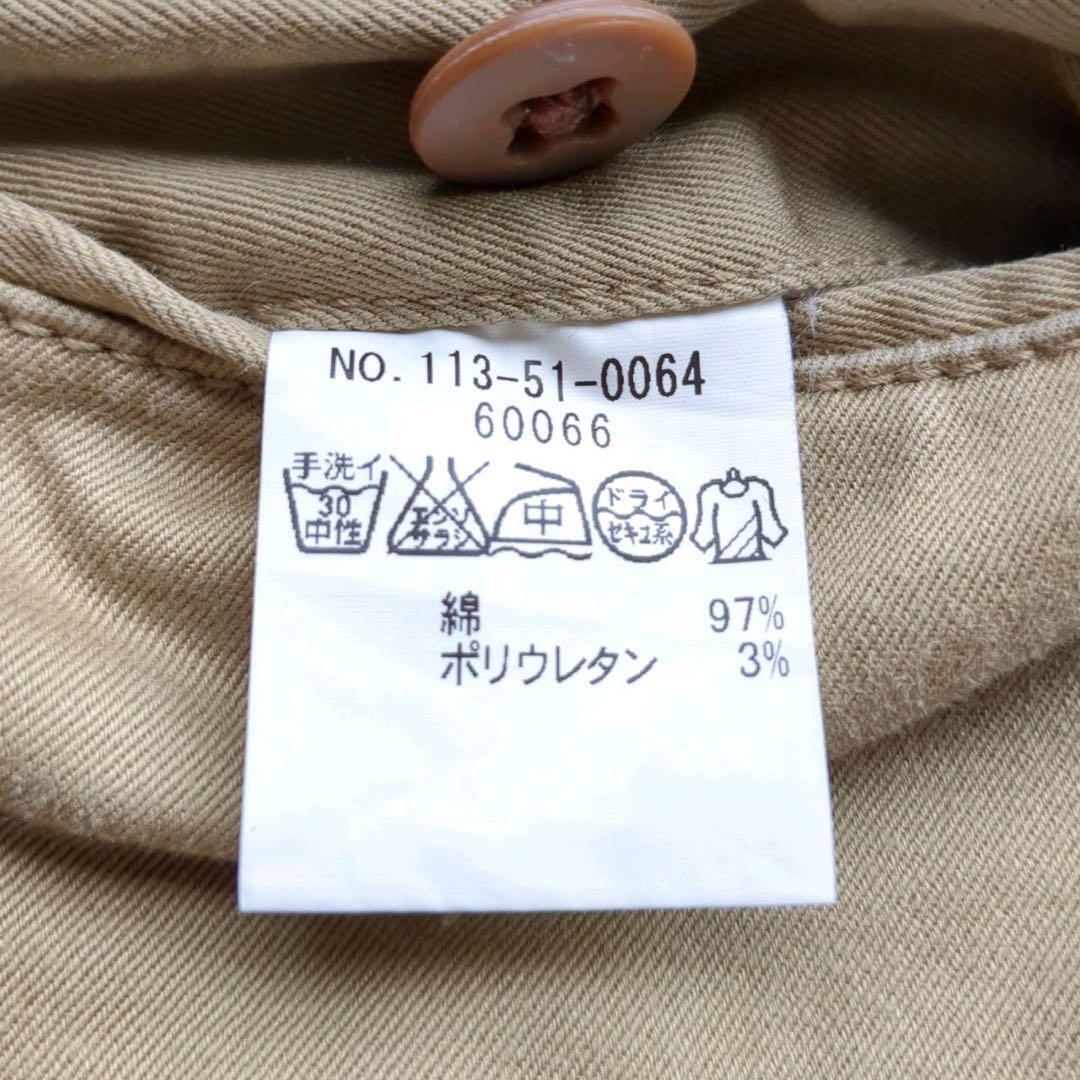 NO. 113-51-0064
60066
手洗イ
30
中性
エンソ
サラシ
中
ドライ
セキユ系
綿 97%
ポリウレタン 3%